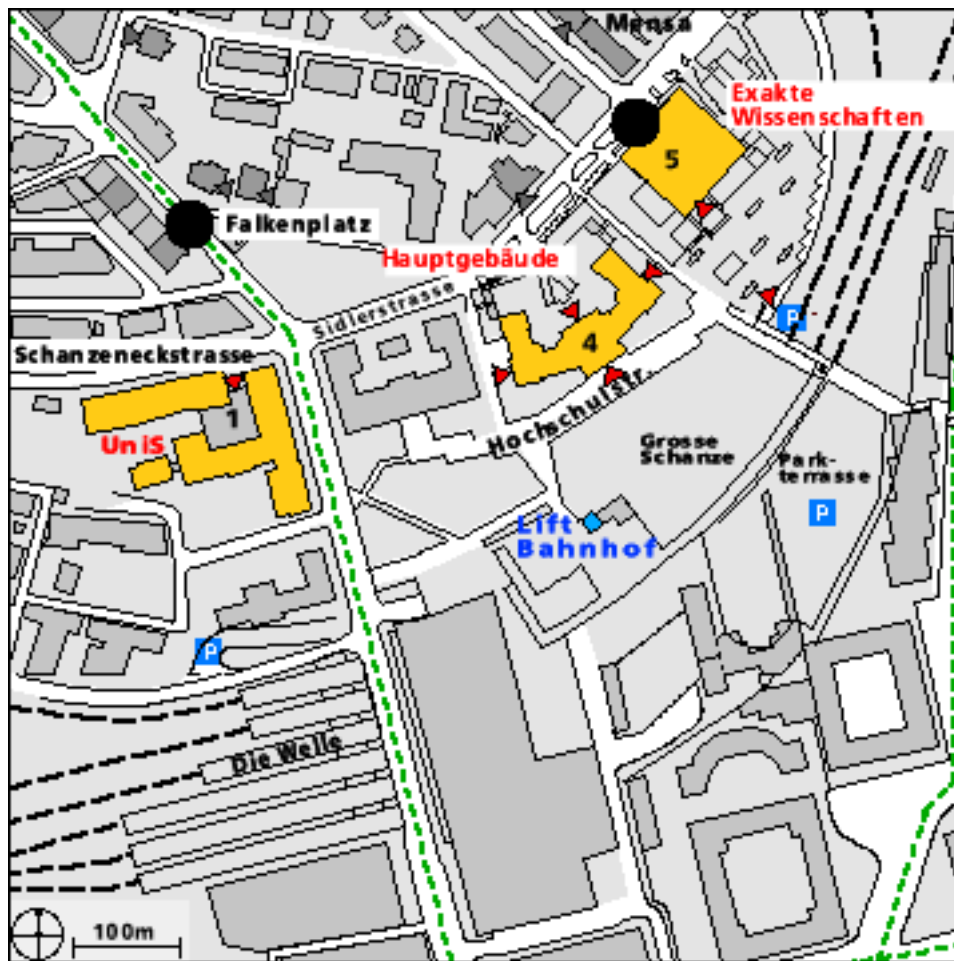 Mensa
Exakte
Wissenschaften
5
Falkenplatz
Hauptgebäude
Sidlerstrasse
P
4
Schanzeneckstrasse
Hochschulstr.
1
UniS
Grosse
Schanze
Park-
terrasse
P
Lift
Bahnhof
P
Die Welle
100m